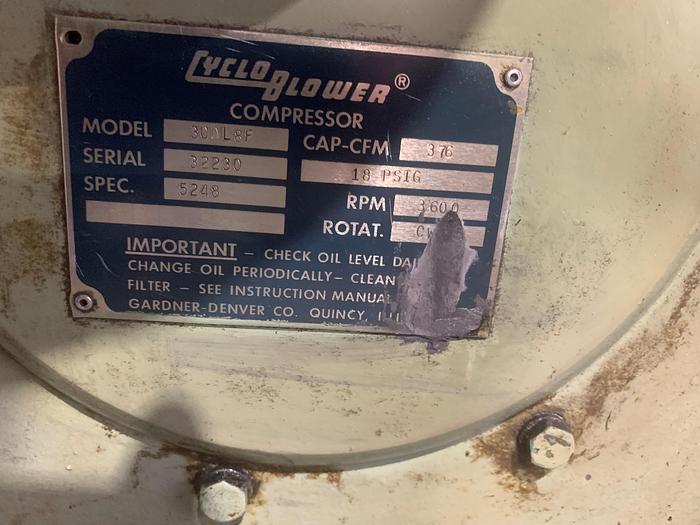 CYCLOBLOWER®
COMPRESSOR
MODEL CAP-CFM 376
SERIAL 32230 18 PSIG
SPEC. 5248 RPM 3600
ROTAT.
IMPORTANT – CHECK OIL LEVEL
CHANGE OIL PERIODICALLY – CLEAN
FILTER – SEE INSTRUCTION
GARDNER-DENVER CO. QUINCY,